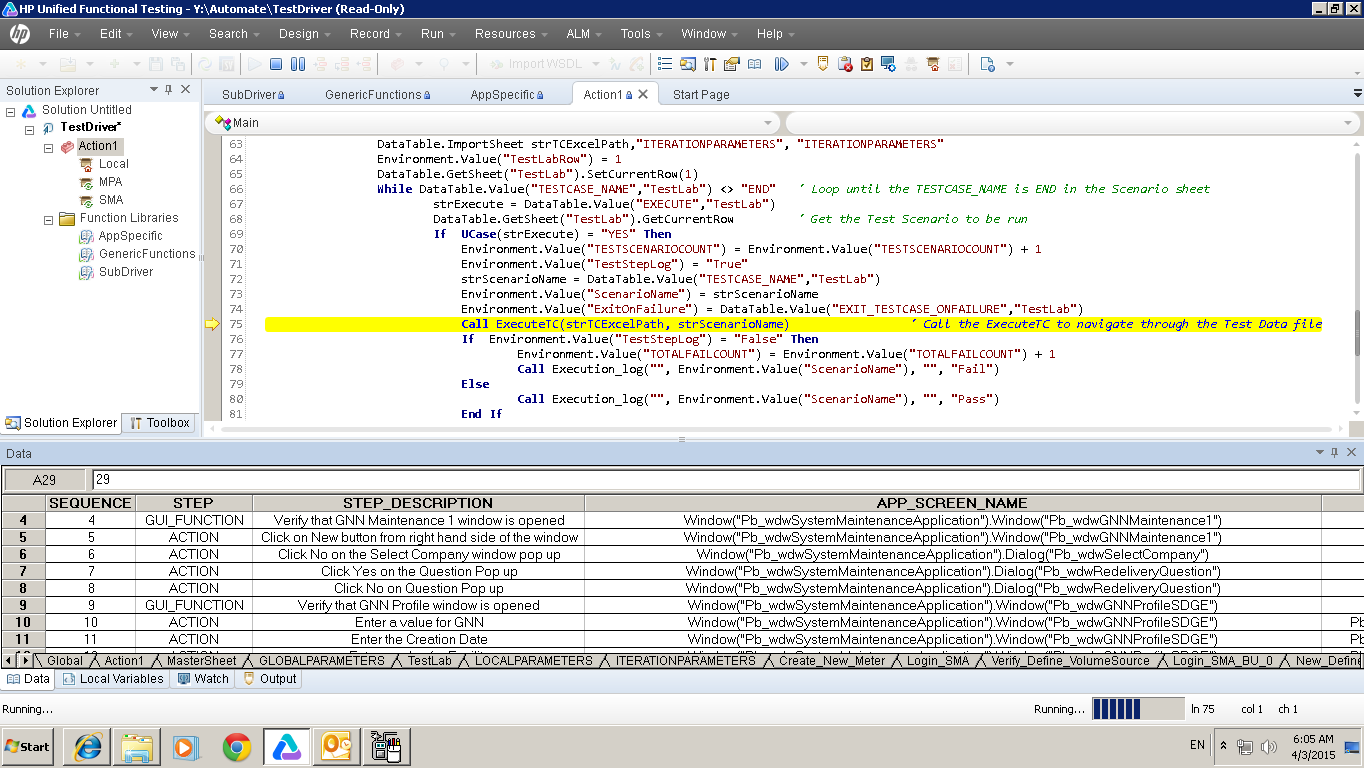 HP Unified Functional Testing - Y:\Automate\TestDriver (Read-Only)
hp File Edit View Search Design Record Run Resources ALM Tools Window Help
Import WSDL
Solution Explorer
SubDriver GenericFunctions AppSpecific Action1 Start Page
Solution Untitled
TestDriver*
Action1
Local
MPA
SMA
Function Libraries
AppSpecific
GenericFunctions
SubDriver
Solution Explorer Toolbox
Main
63 DataTable.ImportSheet strTCExcelPath,"ITERATIONPARAMETERS", "ITERATIONPARAMETERS"
64 Environment.Value("TestLabRow") = 1
65 DataTable.GetSheet("TestLab").SetCurrentRow(1)
66 While DataTable.Value("TESTCASE_NAME","TestLab") <> "END" ' Loop until the TESTCASE_NAME is END in the Scenario sheet
67 strExecute = DataTable.Value("EXECUTE","TestLab")
68 DataTable.GetSheet("TestLab").GetCurrentRow ' Get the Test Scenario to be run
69 If UCase(strExecute) = "YES" Then
70 Environment.Value("TESTSCENARIOCOUNT") = Environment.Value("TESTSCENARIOCOUNT") + 1
71 Environment.Value("TestStepLog") = "True"
72 strScenarioName = DataTable.Value("TESTCASE_NAME","TestLab")
73 Environment.Value("ScenarioName") = strScenarioName
74 Environment.Value("ExitOnFailure") = DataTable.Value("EXIT_TESTCASE_ONFAILURE","TestLab")
75 Call ExecuteTC(strTCExcelPath, strScenarioName) ' Call the ExecuteTC to navigate through the Test Data file
76 If Environment.Value("TestStepLog") = "False" Then
77 Environment.Value("TOTALFAILCOUNT") = Environment.Value("TOTALFAILCOUNT") + 1
78 Call Execution_log("", Environment.Value("ScenarioName"), "", "Fail")
79 Else
80 Call Execution_log("", Environment.Value("ScenarioName"), "", "Pass")
81 End If
Data
A29 29
SEQUENCE STEP STEP_DESCRIPTION APP_SCREEN_NAME
4 4 GUI_FUNCTION Verify that GNN Maintenance 1 window is opened Window("Pb_wdwSystemMaintenanceApplication").Window("Pb_wdwGNNMaintenance1")
5 5 ACTION Click on New button from right hand side of the window Window("Pb_wdwSystemMaintenanceApplication").Window("Pb_wdwGNNMaintenance1")
6 6 ACTION Click No on the Select Company window pop up Window("Pb_wdwSystemMaintenanceApplication").Dialog("Pb_wdwSelectCompany")
7 7 ACTION Click Yes on the Question Pop up Window("Pb_wdwSystemMaintenanceApplication").Dialog("Pb_wdwRedeliveryQuestion")
8 8 ACTION Click No on Question Pop up Window("Pb_wdwSystemMaintenanceApplication").Dialog("Pb_wdwRedeliveryQuestion")
9 9 GUI_FUNCTION Verify that GNN Profile window is opened Window("Pb_wdwSystemMaintenanceApplication").Window("Pb_wdwGNNProfileSDGE")
10 10 ACTION Enter a value for GNN Window("Pb_wdwSystemMaintenanceApplication").Window("Pb_wdwGNNProfileSDGE") Pb
11 11 ACTION Enter the Creation Date Window("Pb_wdwSystemMaintenanceApplication").Window("Pb_wdwGNNProfileSDGE") Pb
Global Action1 MasterSheet GLOBALPARAMETERS TestLab LOCALPARAMETERS ITERATIONPARAMETERS Create_New_Meter Login_SMA Verify_Define_VolumeSource Login_SMA_BU_0 New_Define
Data Local Variables Watch Output
Running... Running... ln 75 col 1 ch 1
Start EN 6:05 AM
4/3/2015